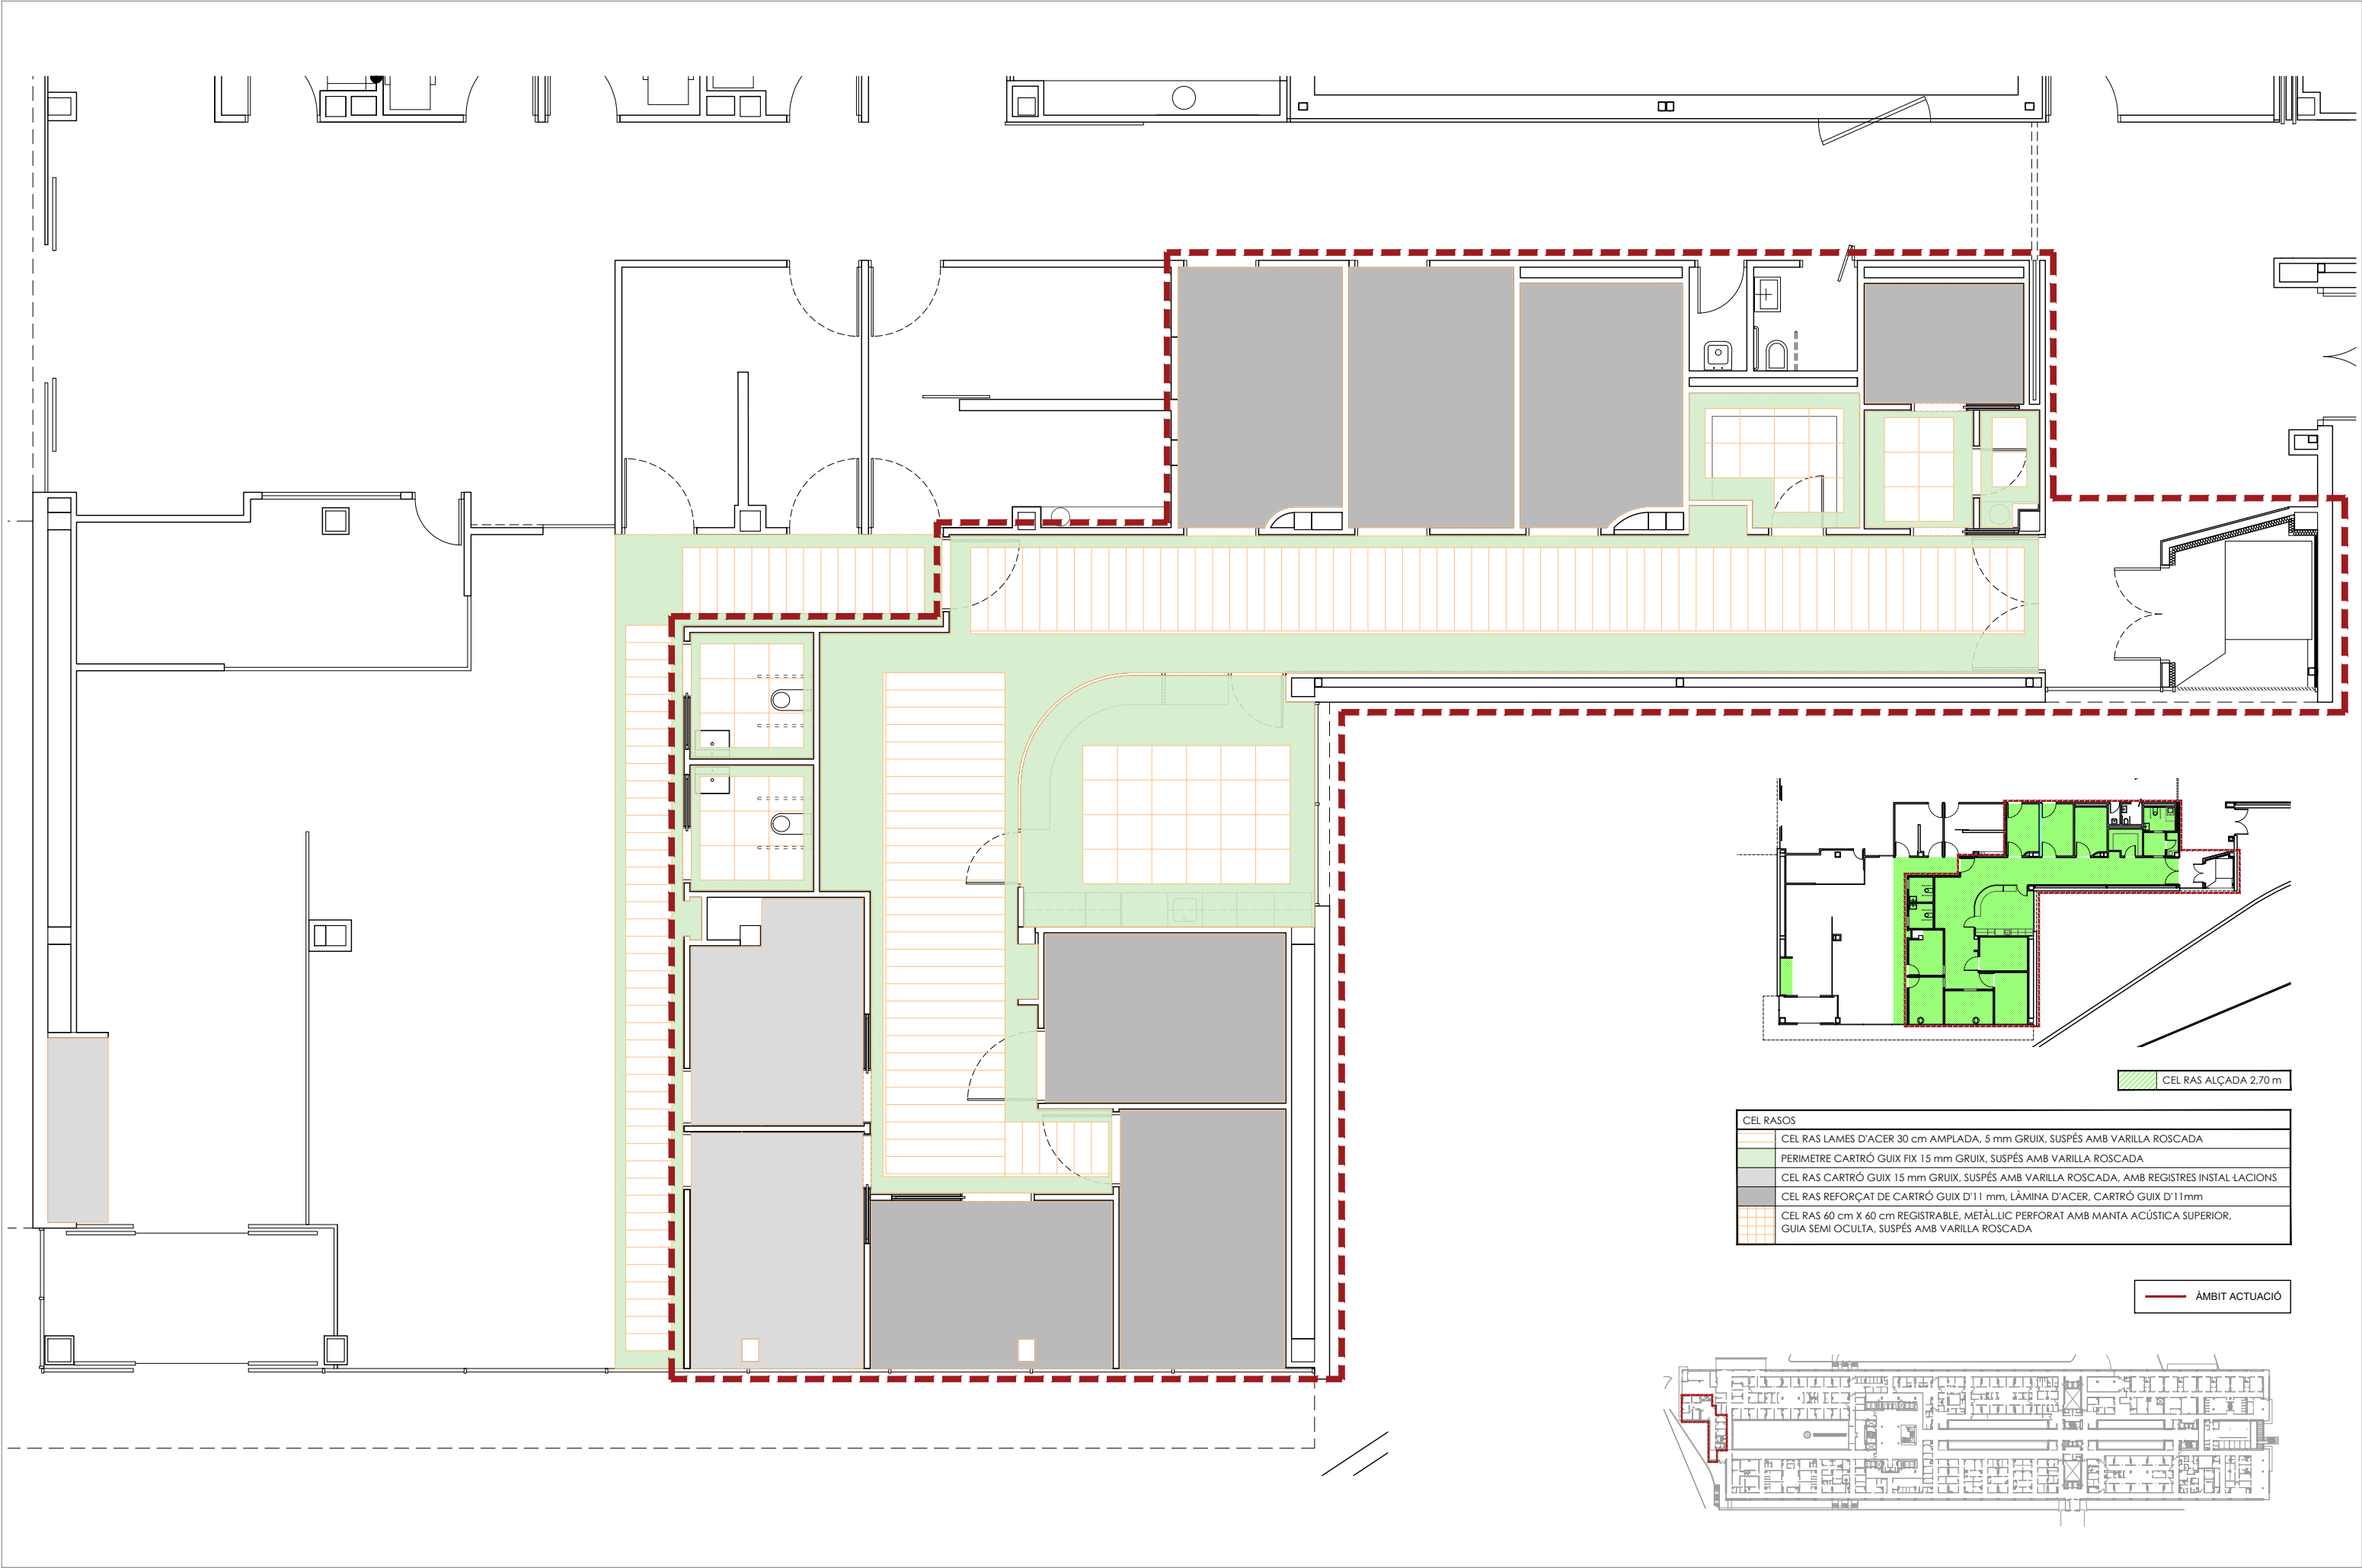 CEL RAS ALÇADA 2,70 m
CEL RASOS
CEL RAS LAMES D'ACER 30 cm AMPLADA, 5 mm GRUIX, SUSPÉS AMB VARILLA ROSCADA
PERIMETRE CARTRÓ GUIX FIX 15 mm GRUIX, SUSPÉS AMB VARILLA ROSCADA
CEL RAS CARTRÓ GUIX 15 mm GRUIX, SUSPÉS AMB VARILLA ROSCADA, AMB REGISTRES INSTAL·LACIONS
CEL RAS REFORÇAT DE CARTRÓ GUIX D'11 mm, LÀMINA D'ACER, CARTRÓ GUIX D'11mm
CEL RAS 60 cm X 60 cm REGISTRABLE, METÀL.LIC PERFORAT AMB MANTA ACÚSTICA SUPERIOR,
GUIA SEMI OCULTA, SUSPÉS AMB VARILLA ROSCADA
ÀMBIT ACTUACIÓ